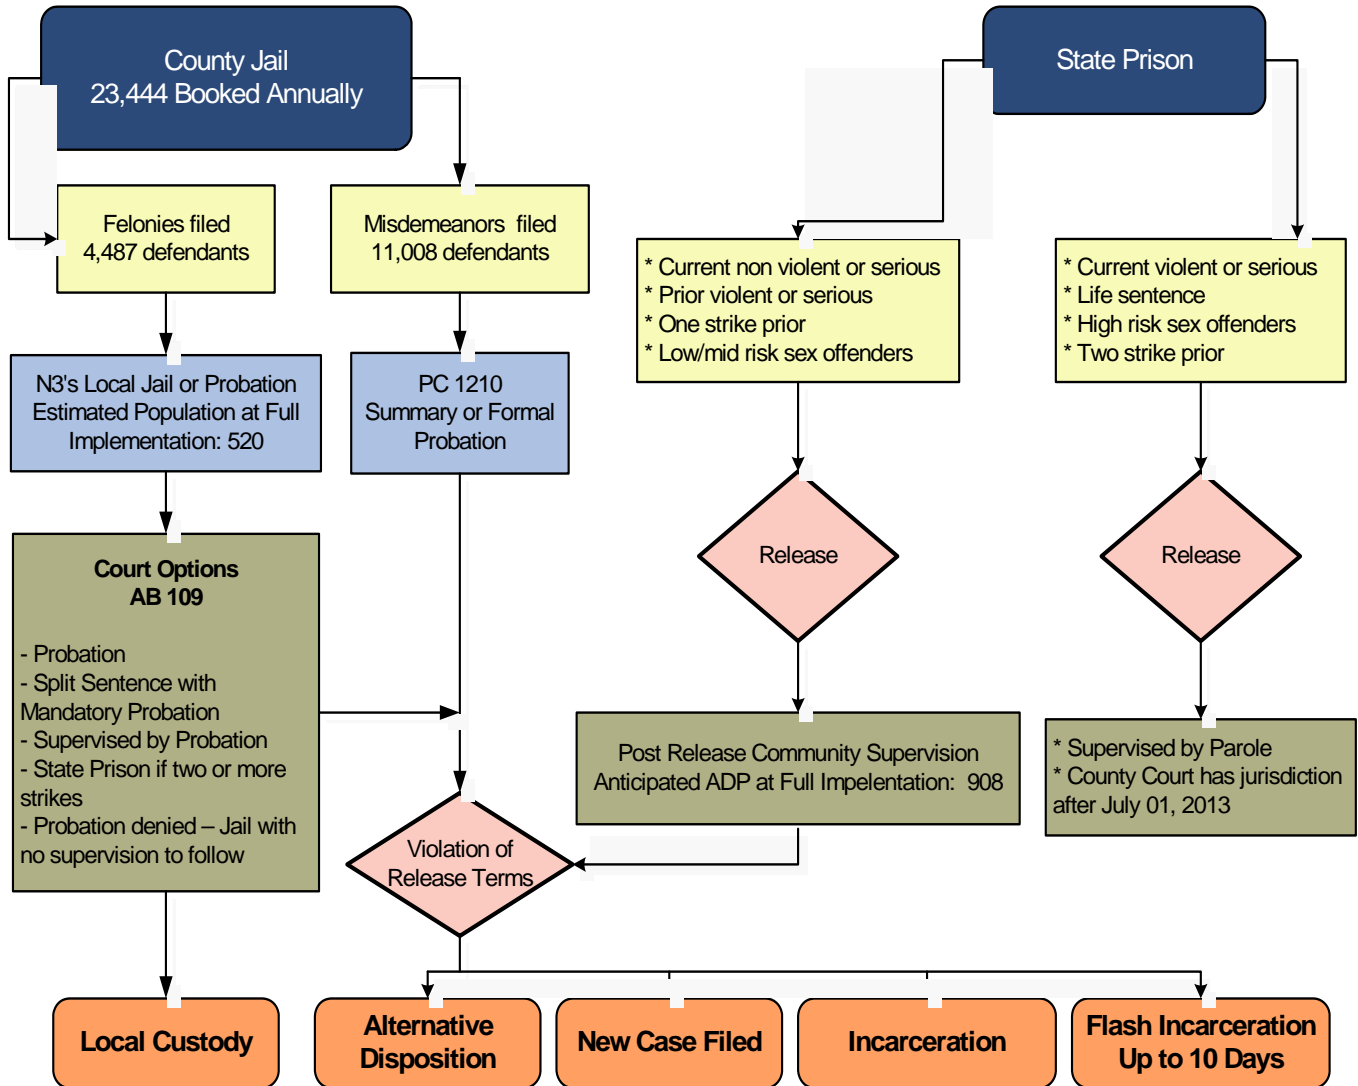 County Jail
23,444 Booked Annually
State Prison
Felonies filed
4,487 defendants
Misdemeanors filed
11,008 defendants
* Current non violent or serious
* Prior violent or serious
* One strike prior
* Low/mid risk sex offenders
* Current violent or serious
* Life sentence
* High risk sex offenders
* Two strike prior
N3's Local Jail or Probation
Estimated Population at Full
Implementation: 520
PC 1210
Summary or Formal
Probation
Release
Release
Court Options
AB 109
- Probation
- Split Sentence with
Mandatory Probation
- Supervised by Probation
- State Prison if two or more
strikes
- Probation denied – Jail with
no supervision to follow
Post Release Community Supervision
Anticipated ADP at Full Impelentation: 908
* Supervised by Parole
* County Court has jurisdiction
after July 01, 2013
Violation of
Release Terms
Local Custody
Alternative
Disposition
New Case Filed
Incarceration
Flash Incarceration
Up to 10 Days